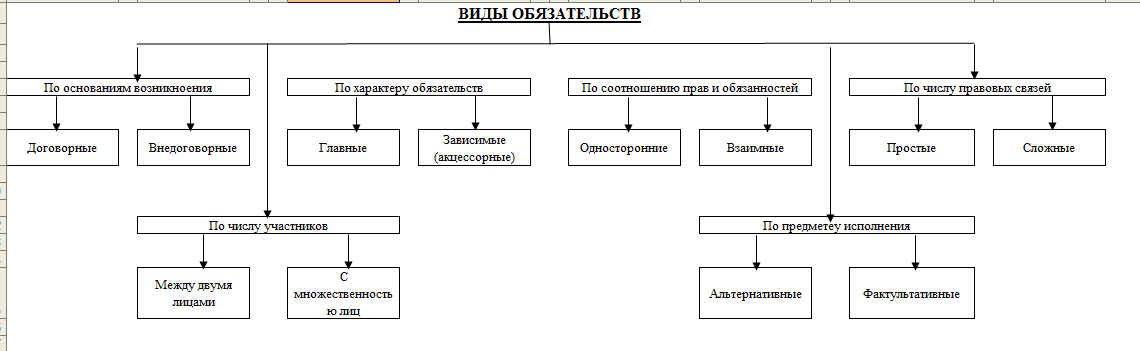 ВИДЫ ОБЯЗАТЕЛЬСТВ
По основаниям возникноения
По характеру обязательств
По соотношению прав и обязанностей
По числу правовых связей
Договорные
Внедоговорные
Главные
Зависимые
(акцессорные)
Односторонние
Взаимные
Простые
Сложные
По числу участников
По предметеу исполнения
Между двумя
лицами
С
множественность
ю лиц
Альтернативные
Фактультативные